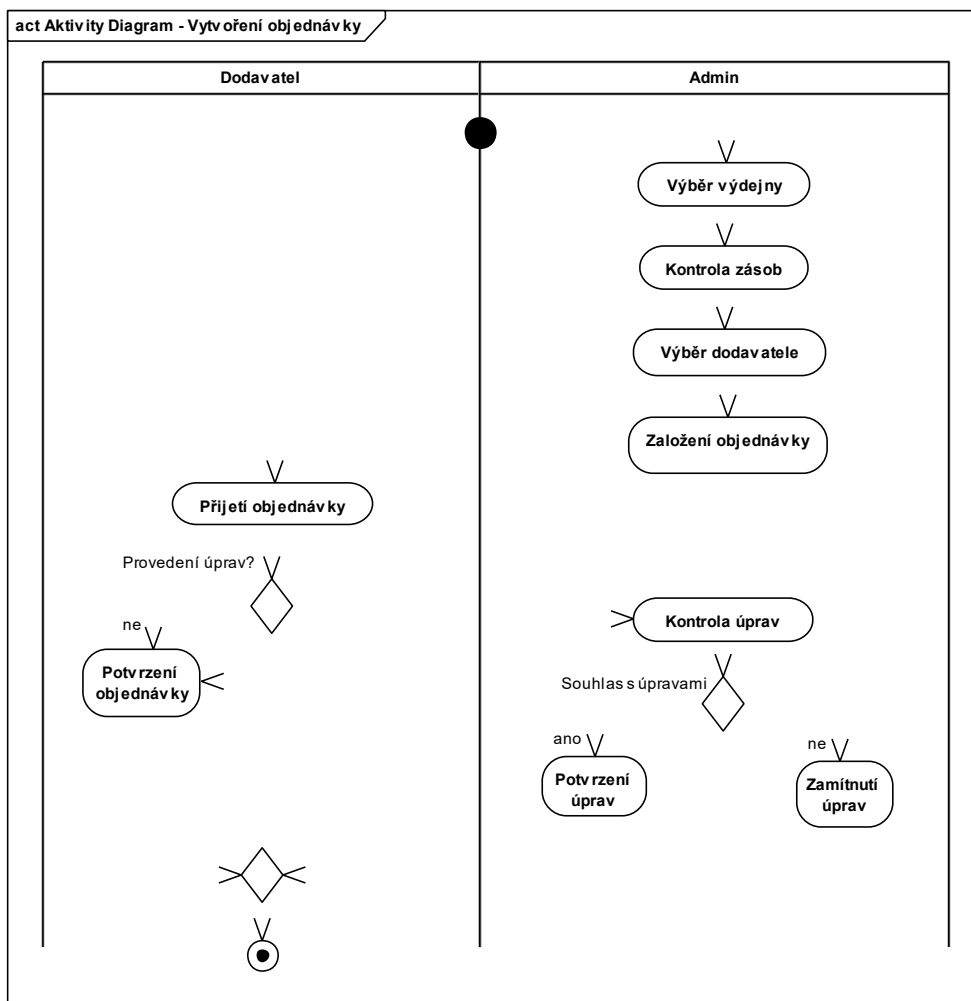 act Aktivity Diagram - Vytvoření objednávky
Dodavatel
Admin
Výběr výdejny
Kontrola zásob
Výběr dodavatele
Založení objednávky
Přijetí objednávky
Provedení úprav?
Kontrola úprav
ne
Potvrzení
objednávky
Souhlas s úpravami
ano
Potvrzení
úprav
ne
Zamítnutí
úprav